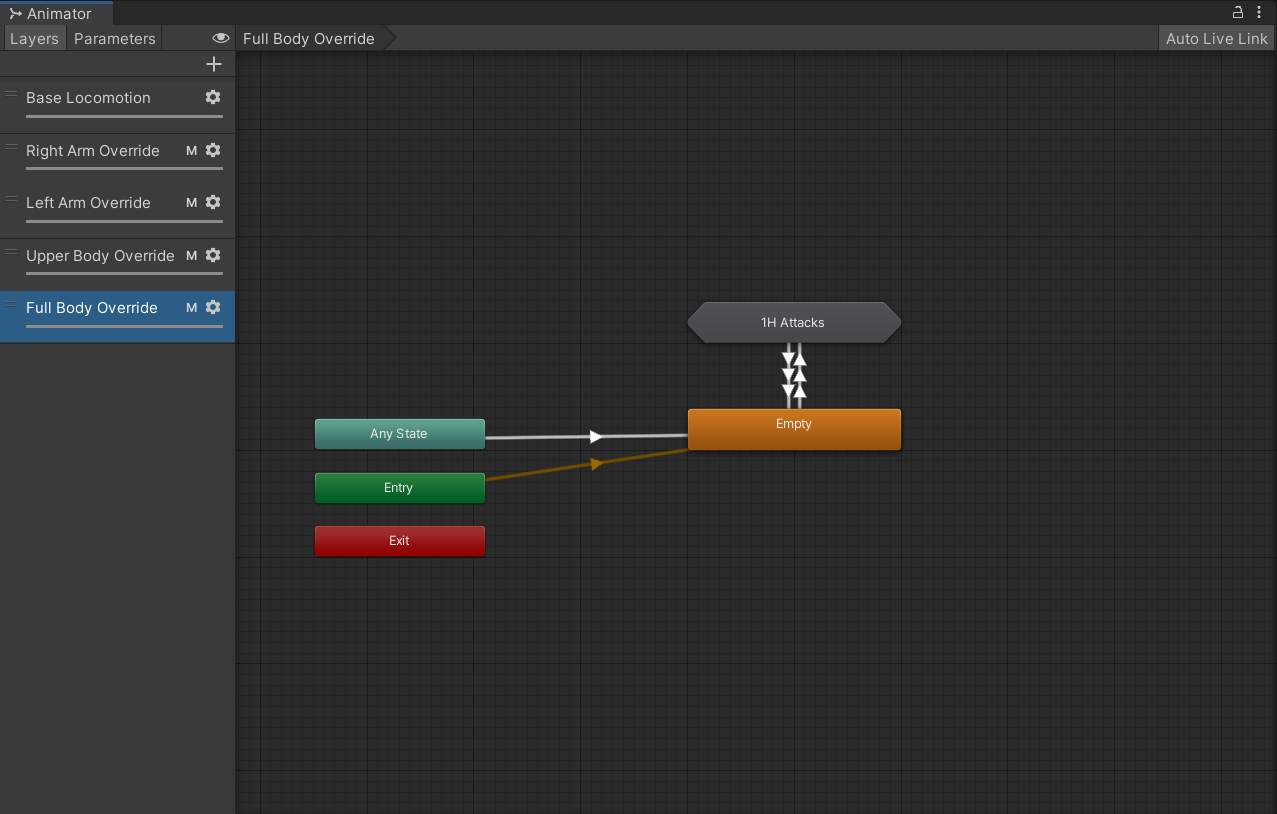 Animator
Layers Parameters Full Body Override Auto Live Link
Base Locomotion
Right Arm Override M
Left Arm Override M
Upper Body Override M
Full Body Override M
1H Attacks
Empty
Any State
Entry
Exit